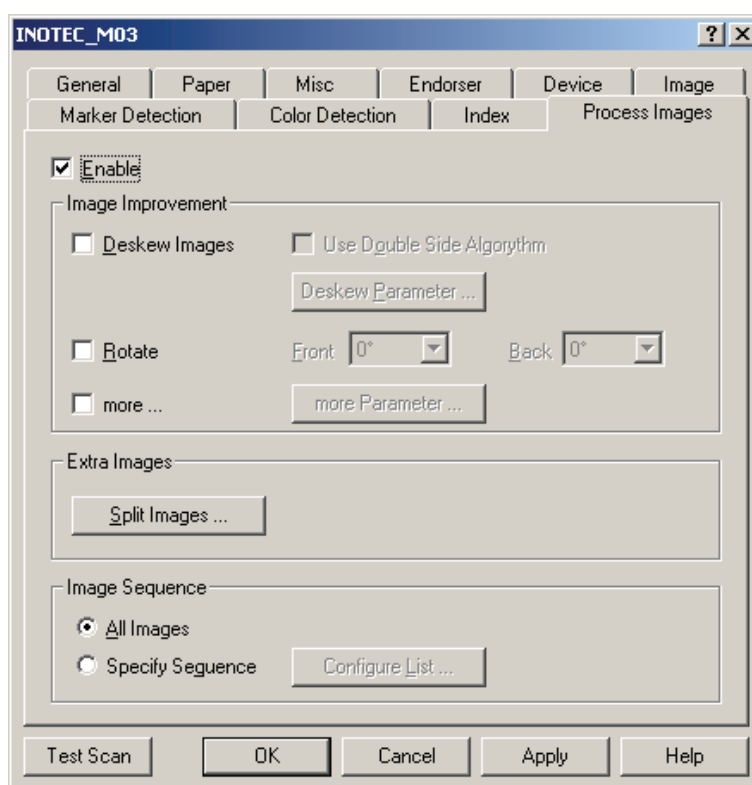 INOTEC_M03
General Paper Misc Endorser Device Image
Marker Detection Color Detection Index Process Images
Enable
Image Improvement
Deskew Images Use Double Side Algorythm
Deskew Parameter ...
Rotate Front 0° Back 0°
more ... more Parameter ...
Extra Images
Split Images ...
Image Sequence
All Images
Specify Seguence Configure List ...
Test Scan OK Cancel Apply Help